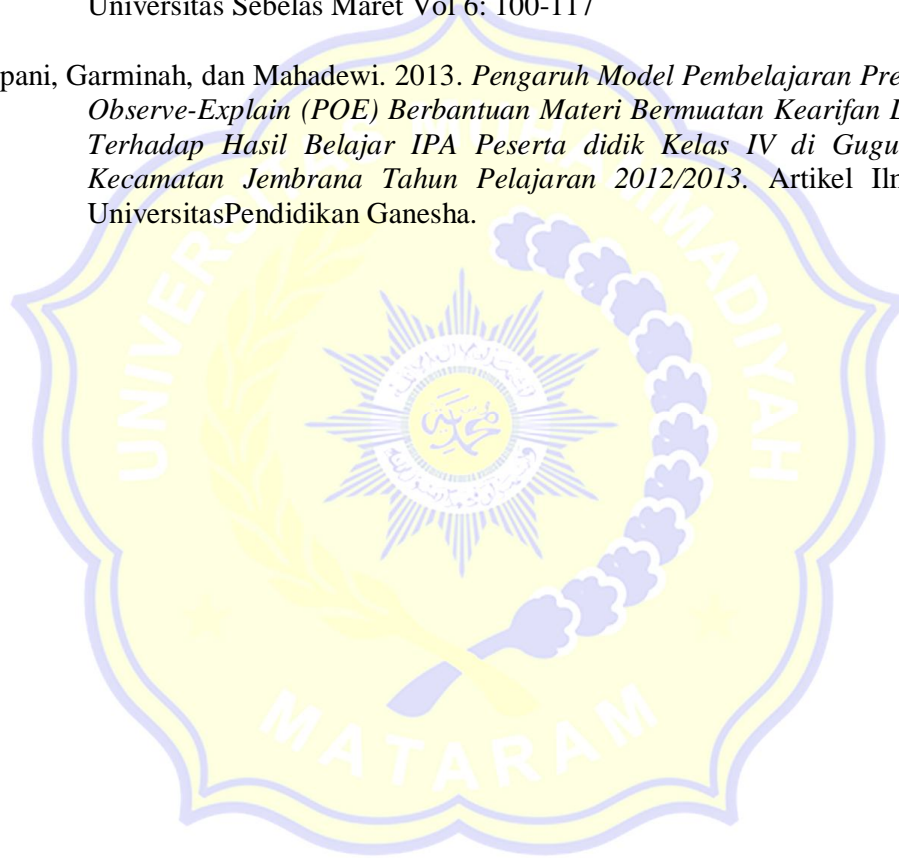 Universitas Sebelas Maret Vol 6: 100-117
pani, Garminah, dan Mahadewi. 2013. Pengaruh Model Pembelajaran Pre
Observe-Explain (POE) Berbantuan Materi Bermuatan Kearifan L
Terhadap Hasil Belajar IPA Peserta didik Kelas IV di Gugu
Kecamatan Jembrana Tahun Pelajaran 2012/2013. Artikel Iln
UniversitasPendidikan Ganesha.
UNIVERSITAS MUHAMMADIYAH
MATARAM